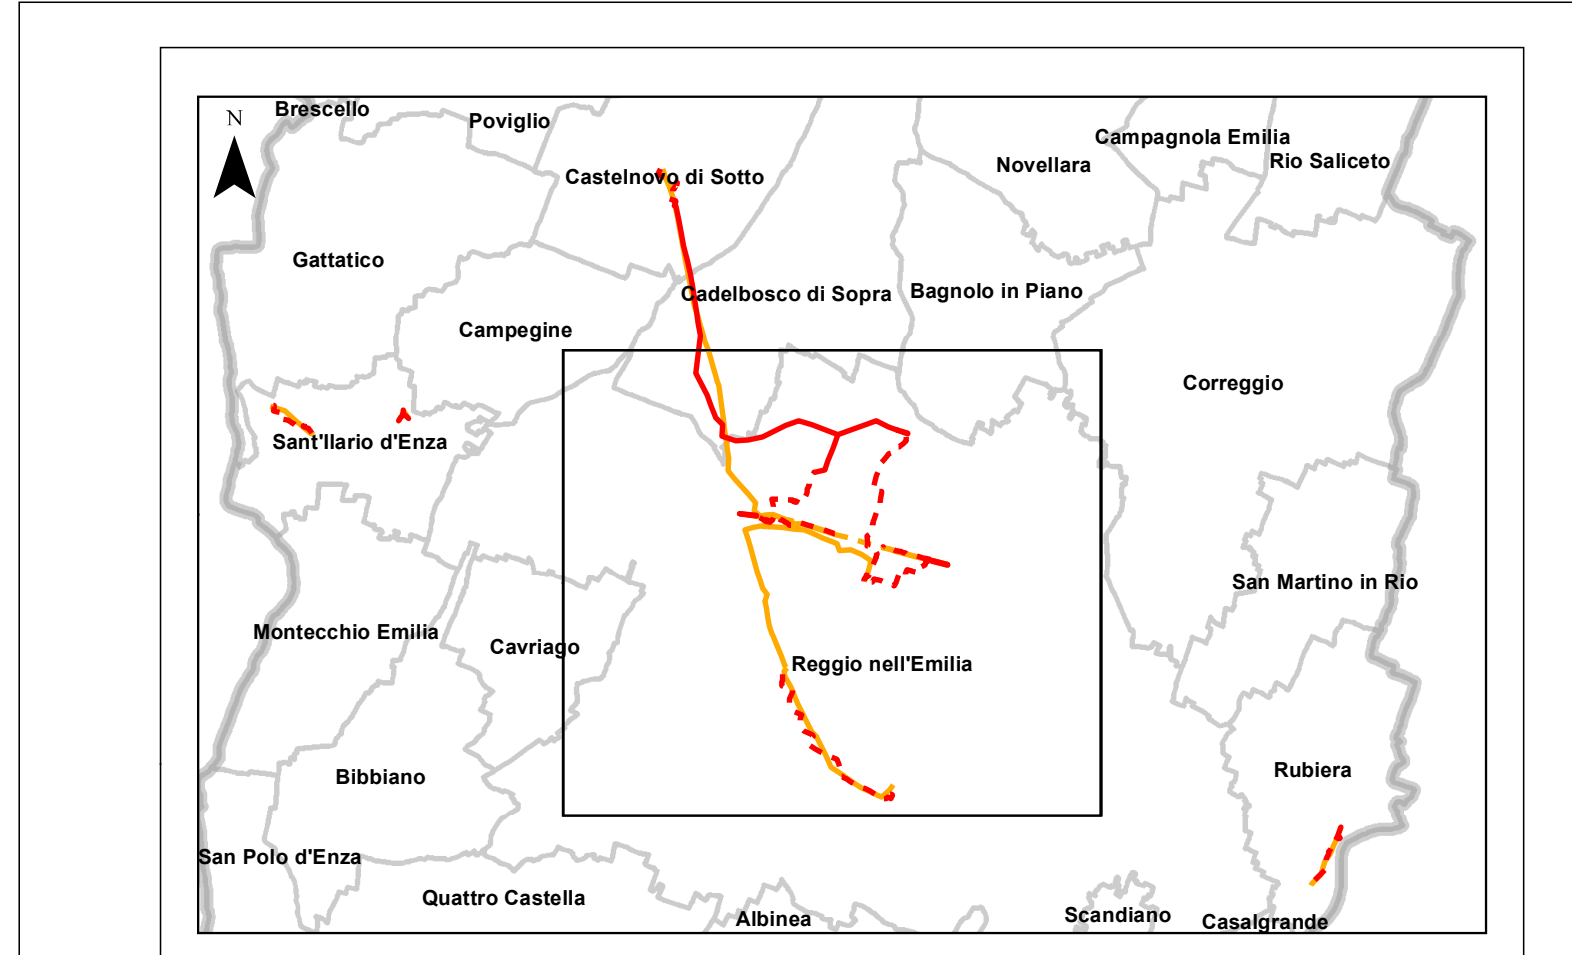 Brescello
N
Poviglio
Campagnola Emilia
Rio Saliceto
Novellara
Castelnovo di Sotto
Gattatico
Cadelbosco di Sopra
Bagnolo in Piano
Campegine
Correggio
Sant'Ilario d'Enza
San Martino in Rio
Montecchio Emilia
Cavriago
Reggio nell'Emilia
Bibbiano
Rubiera
San Polo d'Enza
Quattro Castella
Albinea
Scandiano
Casalgrande